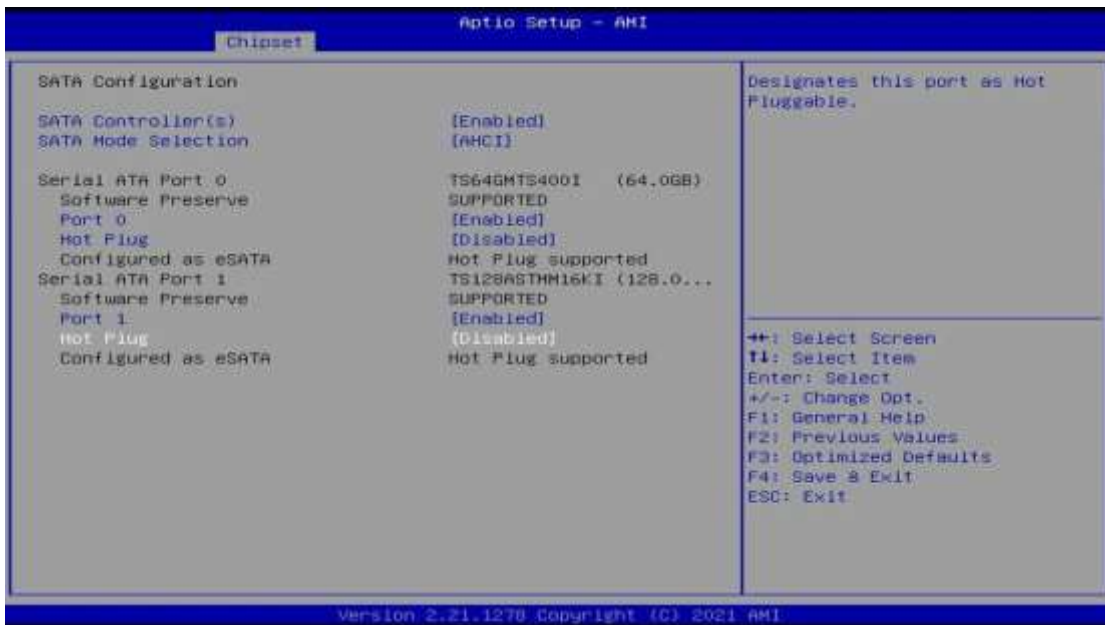 Aptio Setup - AMI
Chipset
SATA Configuration
SATA Controller(s) [Enabled]
SATA Mode Selection [AHCI]
Serial ATA Port 0 TS64GMTS400I (64.0GB)
Software Preserve SUPPORTED
Port 0 [Enabled]
Hot Plug [Disabled]
Configured as eSATA Hot Plug supported
Serial ATA Port 1 (128.0...
Software Preserve SUPPORTED
Port 1 [Enabled]
Hot Plug [Disabled]
Configured as eSATA Hot Plug supported
Designates this port as Hot
Pluggable.
→←: Select Screen
↑↓: Select Item
Enter: Select
+/-: Change Opt.
F1: General Help
F2: Previous Values
F3: Optimized Defaults
F4: Save & Exit
ESC: Exit
Version 2.21.1278 Copyright (C) 2021 AMI